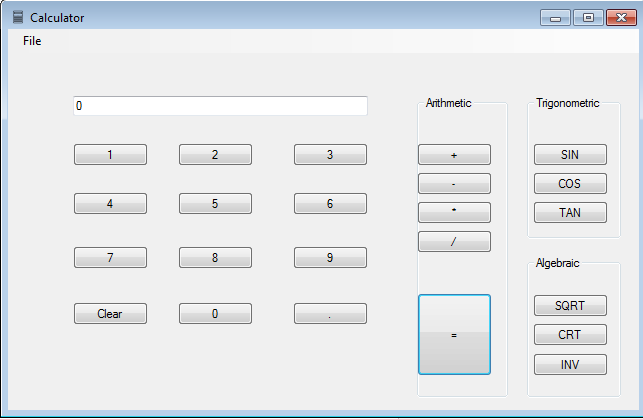 Calculator
File
0
Arithmetic
Trigonometric
1 2 3 + SIN
- COS
4 5 6 * TAN
/
7 8 9 Algebraic
Clear 0 . = SQRT
CRT
INV